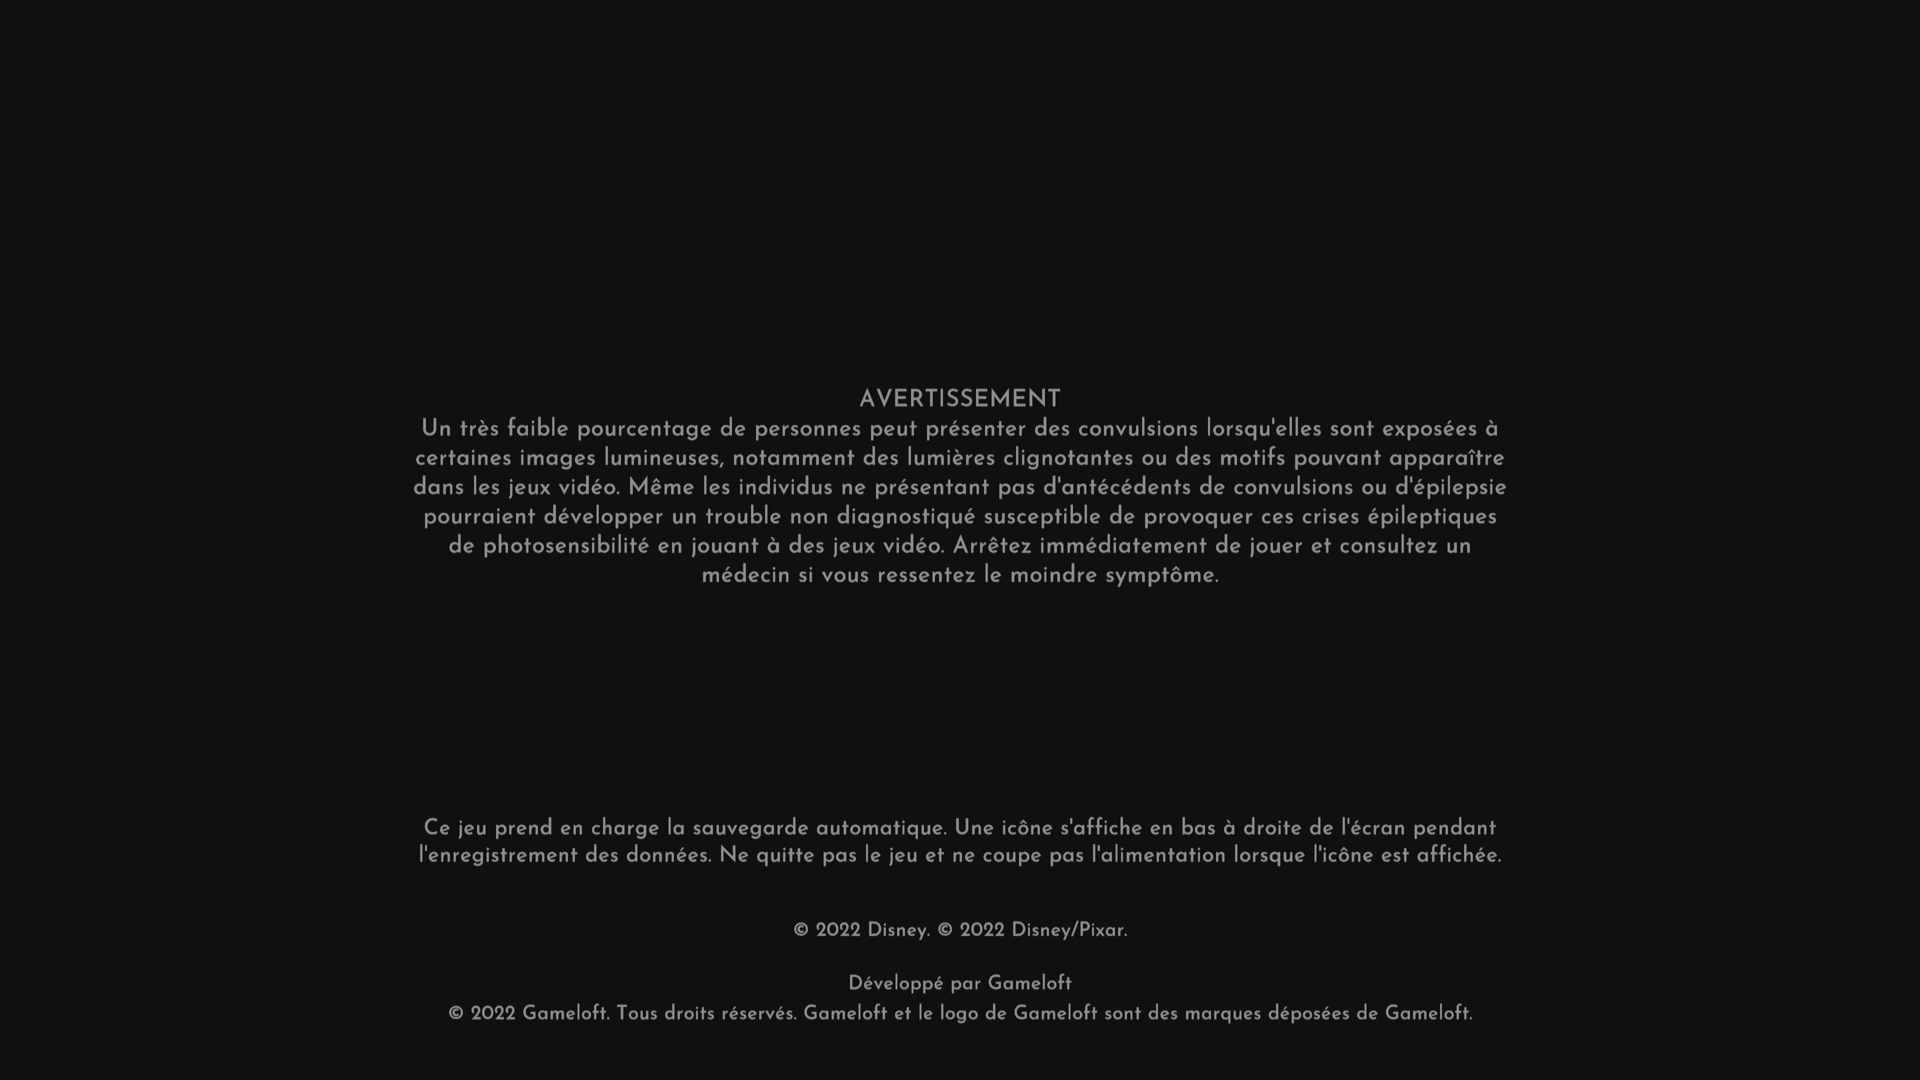 AVERTISSEMENT
Un très faible pourcentage de personnes peut présenter des convulsions lorsqu'elles sont exposées à
certaines images lumineuses, notamment des lumières clignotantes ou des motifs pouvant apparaître
dans les jeux vidéo. Même les individus ne présentant pas d'antécédents de convulsions ou d'épilepsie
pourraient développer un trouble non diagnostiqué susceptible de provoquer ces crises épileptiques
de photosensibilité en jouant à des jeux vidéo. Arrêtez immédiatement de jouer et consultez un
médecin si vous ressentez le moindre symptôme.
Ce jeu prend en charge la sauvegarde automatique. Une icône s'affiche en bas à droite de l'écran pendant
l'enregistrement des données. Ne quitte pas le jeu et ne coupe pas l'alimentation lorsque l'icône est affichée.
© 2022 Disney. © 2022 Disney/Pixar.
Développé par Gameloft
© 2022 Gameloft. Tous droits réservés. Gameloft et le logo de Gameloft sont des marques déposées de Gameloft.